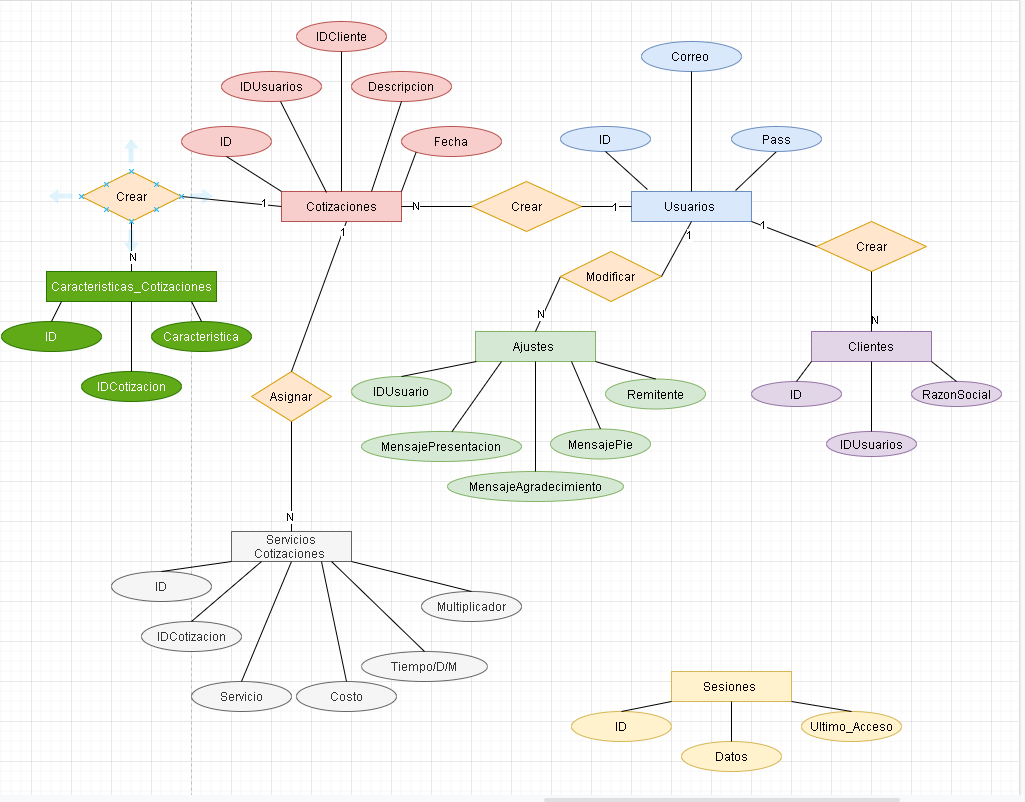 IDCliente
IDUsuarios
Descripcion
ID
Fecha
Correo
ID
Pass
Crear
1
Cotizaciones
N
Crear
1
Usuarios
1
1
1
Crear
N
Modificar
N
N
Caracteristicas_Cotizaciones
ID
Caracteristica
IDCotizacion
Asignar
Ajustes
IDUsuario
Remitente
MensajePresentacion
MensajePie
MensajeAgradecimiento
Clientes
ID
RazonSocial
IDUsuarios
N
Servicios
Cotizaciones
ID
Multiplicador
IDCotizacion
Tiempo/D/M
Servicio
Costo
Sesiones
ID
Ultimo_Acceso
Datos